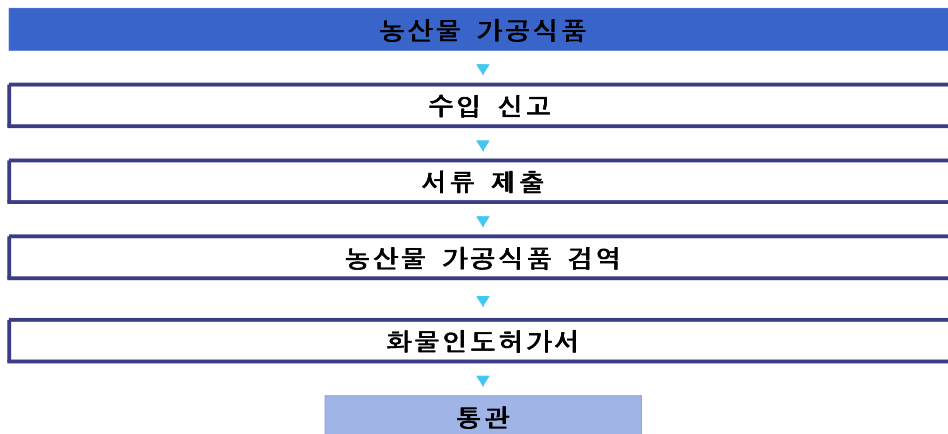 농산물 가공식품
수입 신고
서류 제출
농산물 가공식품 검역
화물인도허가서
통관